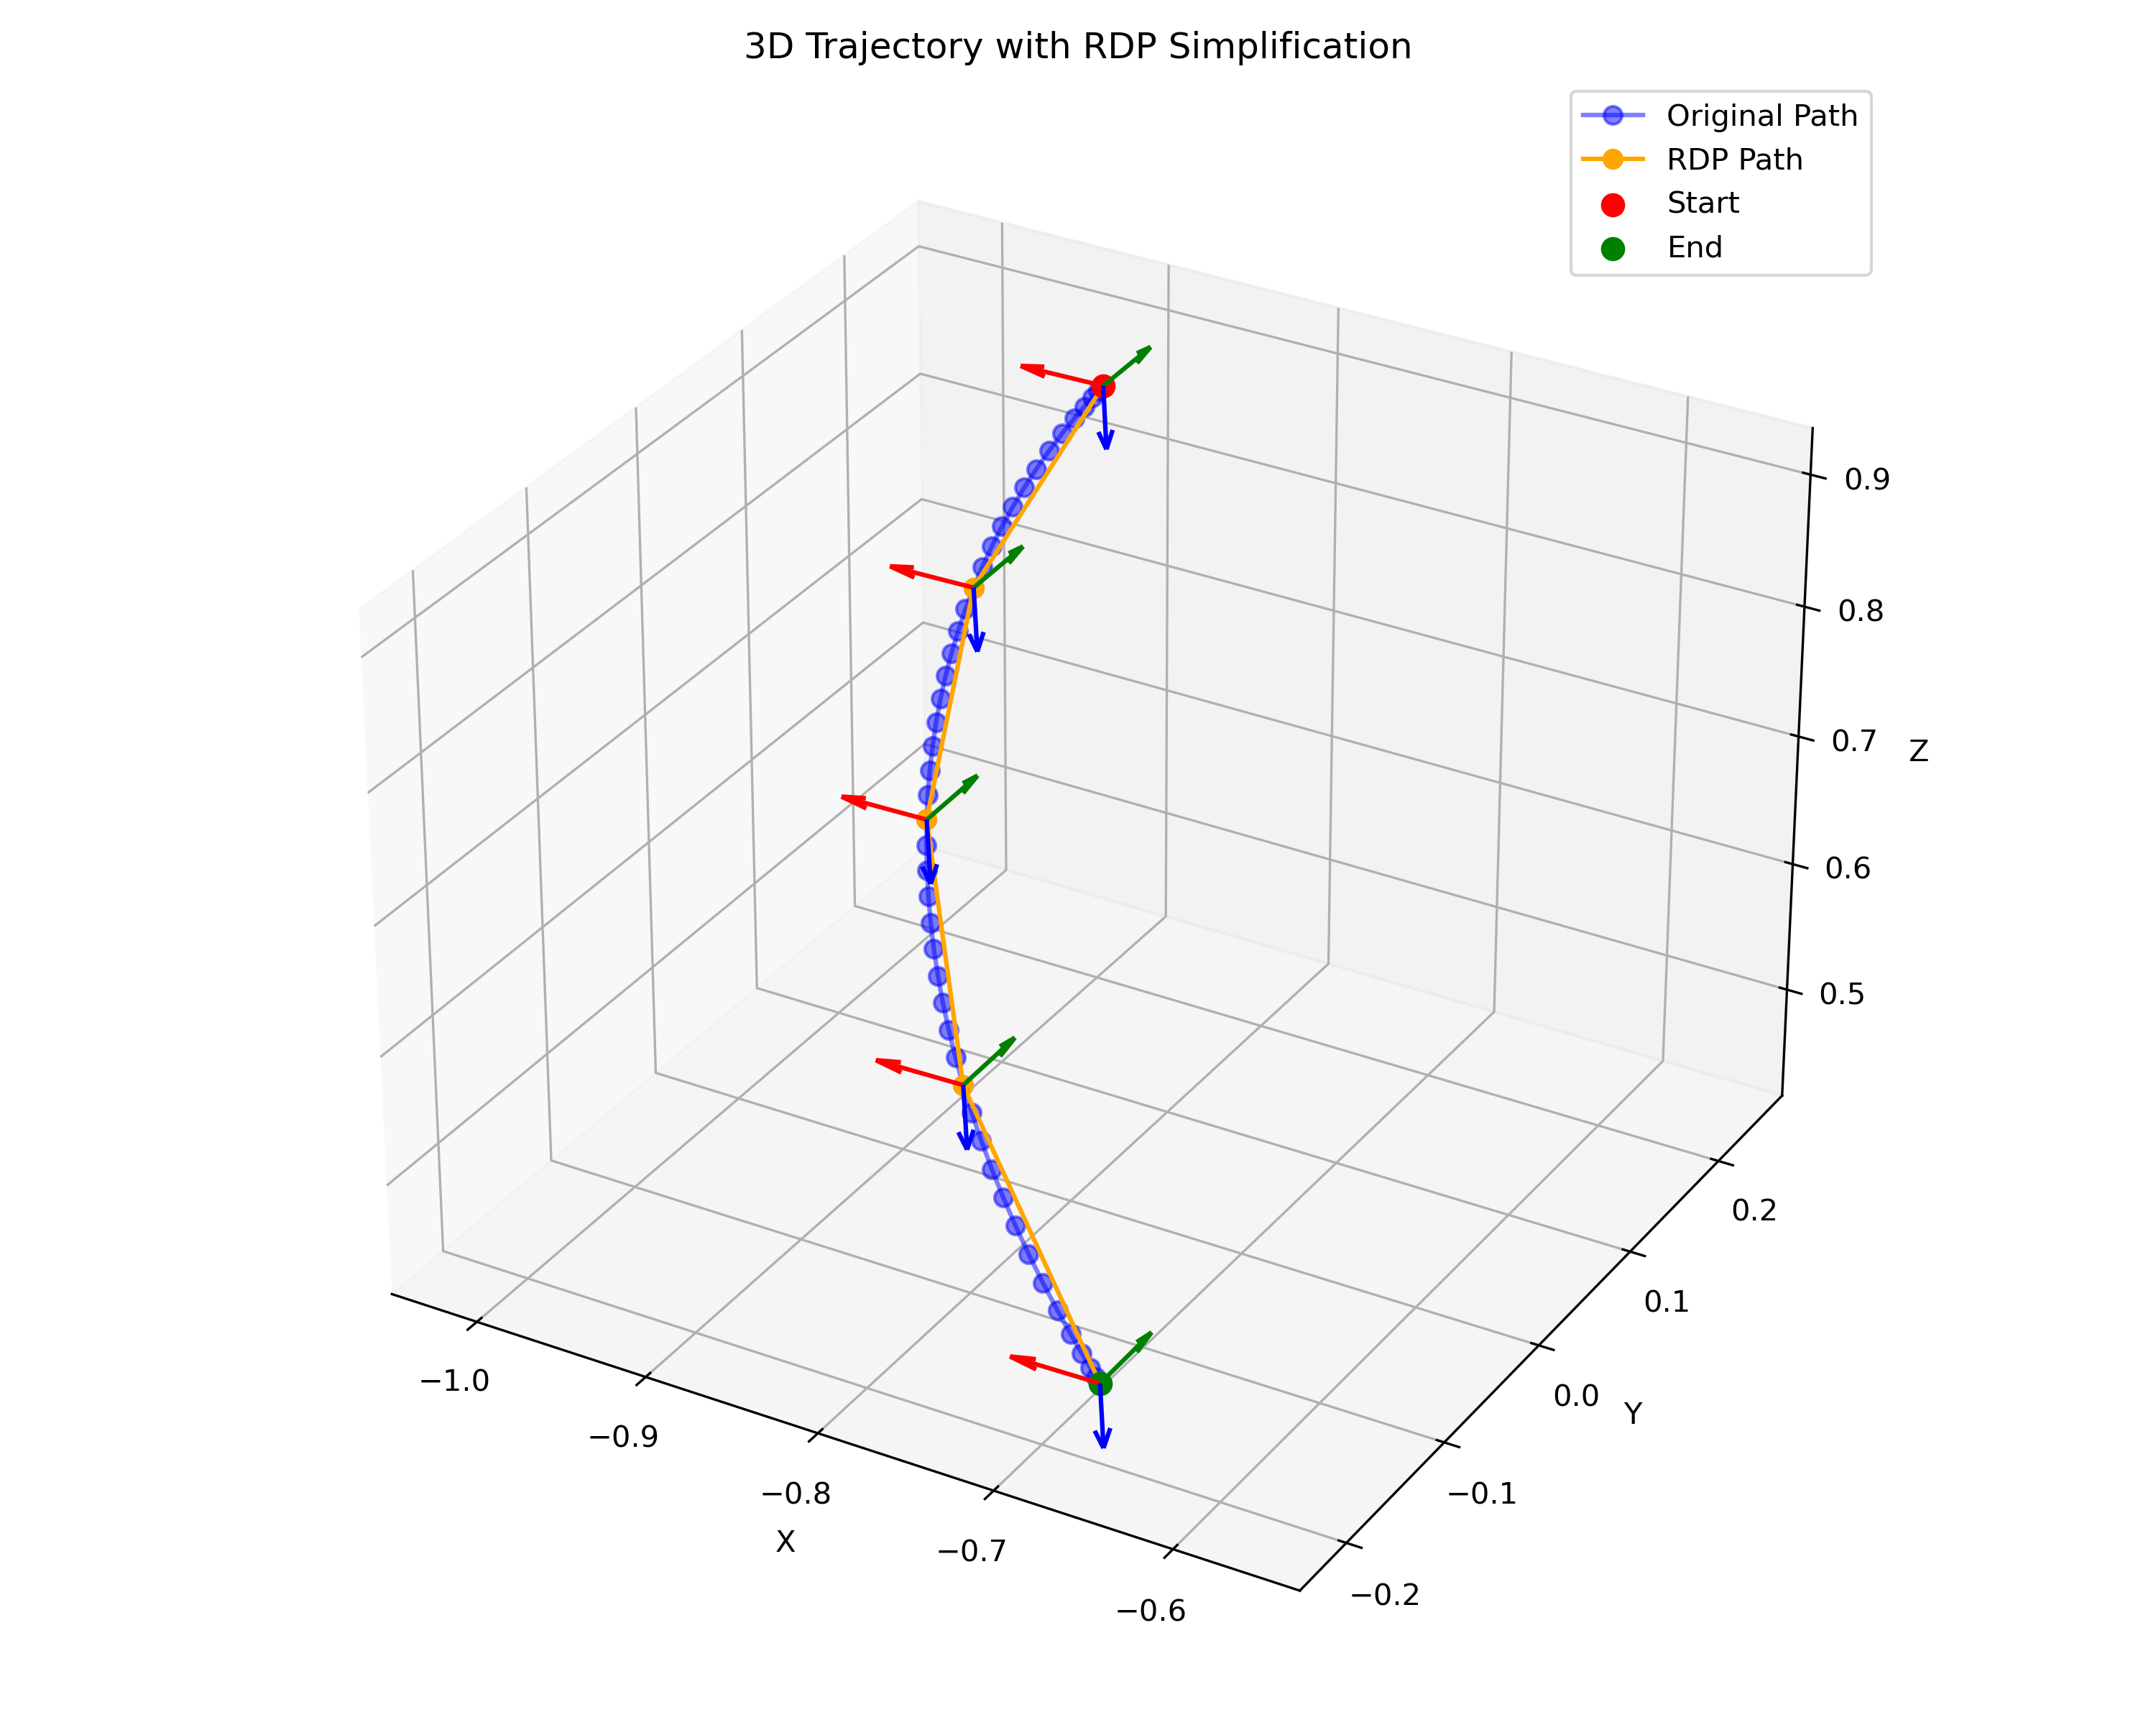 3D Trajectory with RDP Simplification
Original Path
RDP Path
Start
End
0.9
0.8
0.7
Z
0.6
0.5
0.2
0.1
0.0
Y
−0.1
−0.2
−1.0
−0.9
−0.8
X
−0.7
−0.6